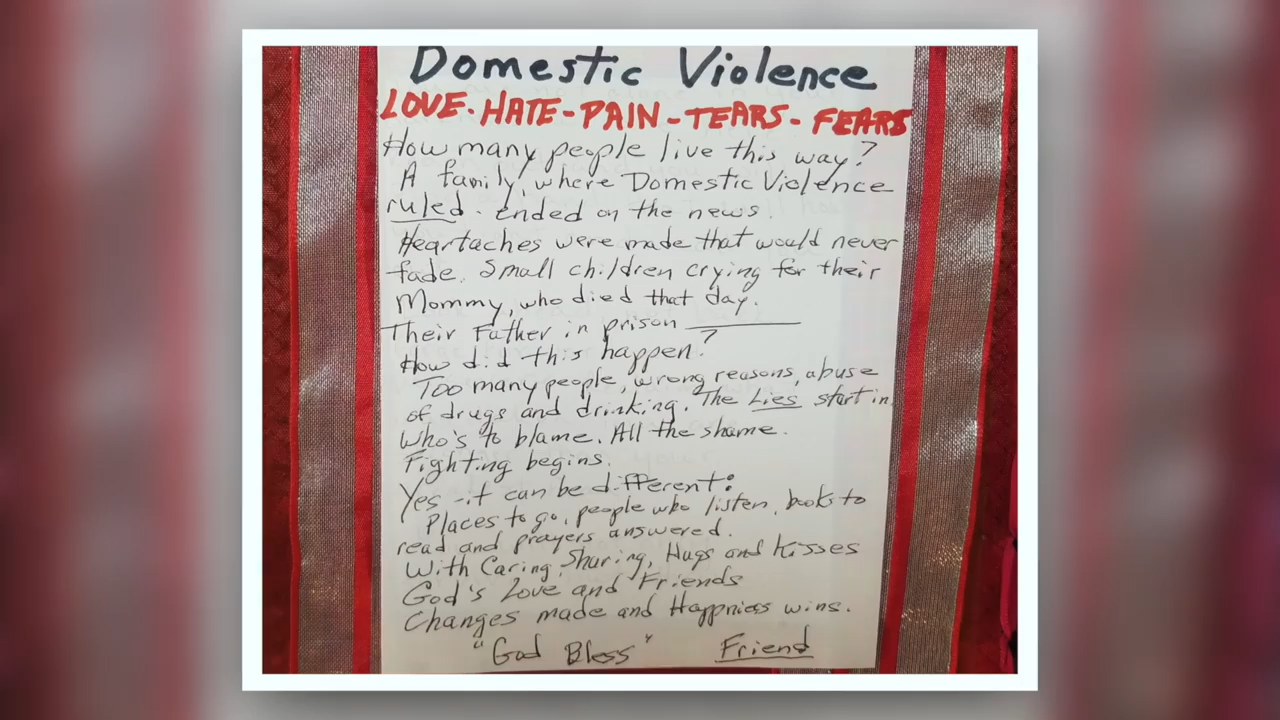 Domestic Violence
LOVE-HATE-PAIN-TEARS-FEARS
How many people live this way?
A family, where Domestic Violence
ruled. ended on the news.
Heartaches were made that would never
fade. Small children crying for their
Mommy, who died that day.
Their Father in prison ________
How did this happen?
Too many people, wrong reasons, abuse
of drugs and drinking. The Lies start in
Who's to blame. All the shame.
Fighting begins.
Yes - it can be different:
Places to go, people who listen, books to
read and prayers answered.
With Caring, Sharing, Hugs and Kisses
God's Love and Friends
Changes made and Happniess wins.
"God Bless" Friend